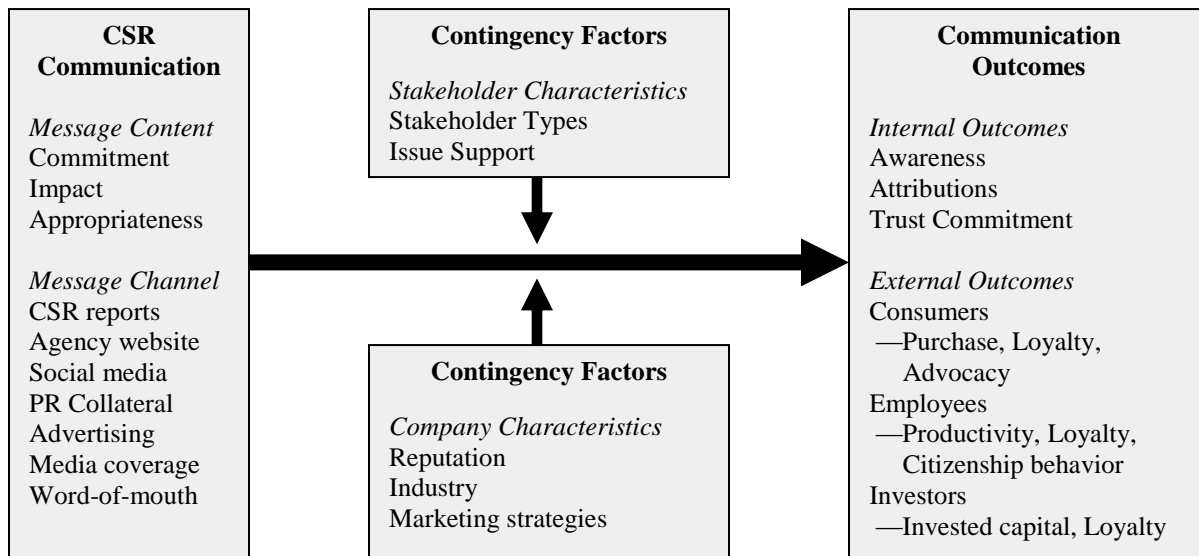 CSR
Communication
Message Content
Commitment
Impact
Appropriateness
Message Channel
CSR reports
Agency website
Social media
PR Collateral
Advertising
Media coverage
Word-of-mouth
Contingency Factors
Stakeholder Characteristics
Stakeholder Types
Issue Support
Contingency Factors
Company Characteristics
Reputation
Industry
Marketing strategies
Communication
Outcomes
Internal Outcomes
Awareness
Attributions
Trust Commitment
External Outcomes
Consumers
—Purchase, Loyalty,
Advocacy
Employees
—Productivity, Loyalty,
Citizenship behavior
Investors
—Invested capital, Loyalty